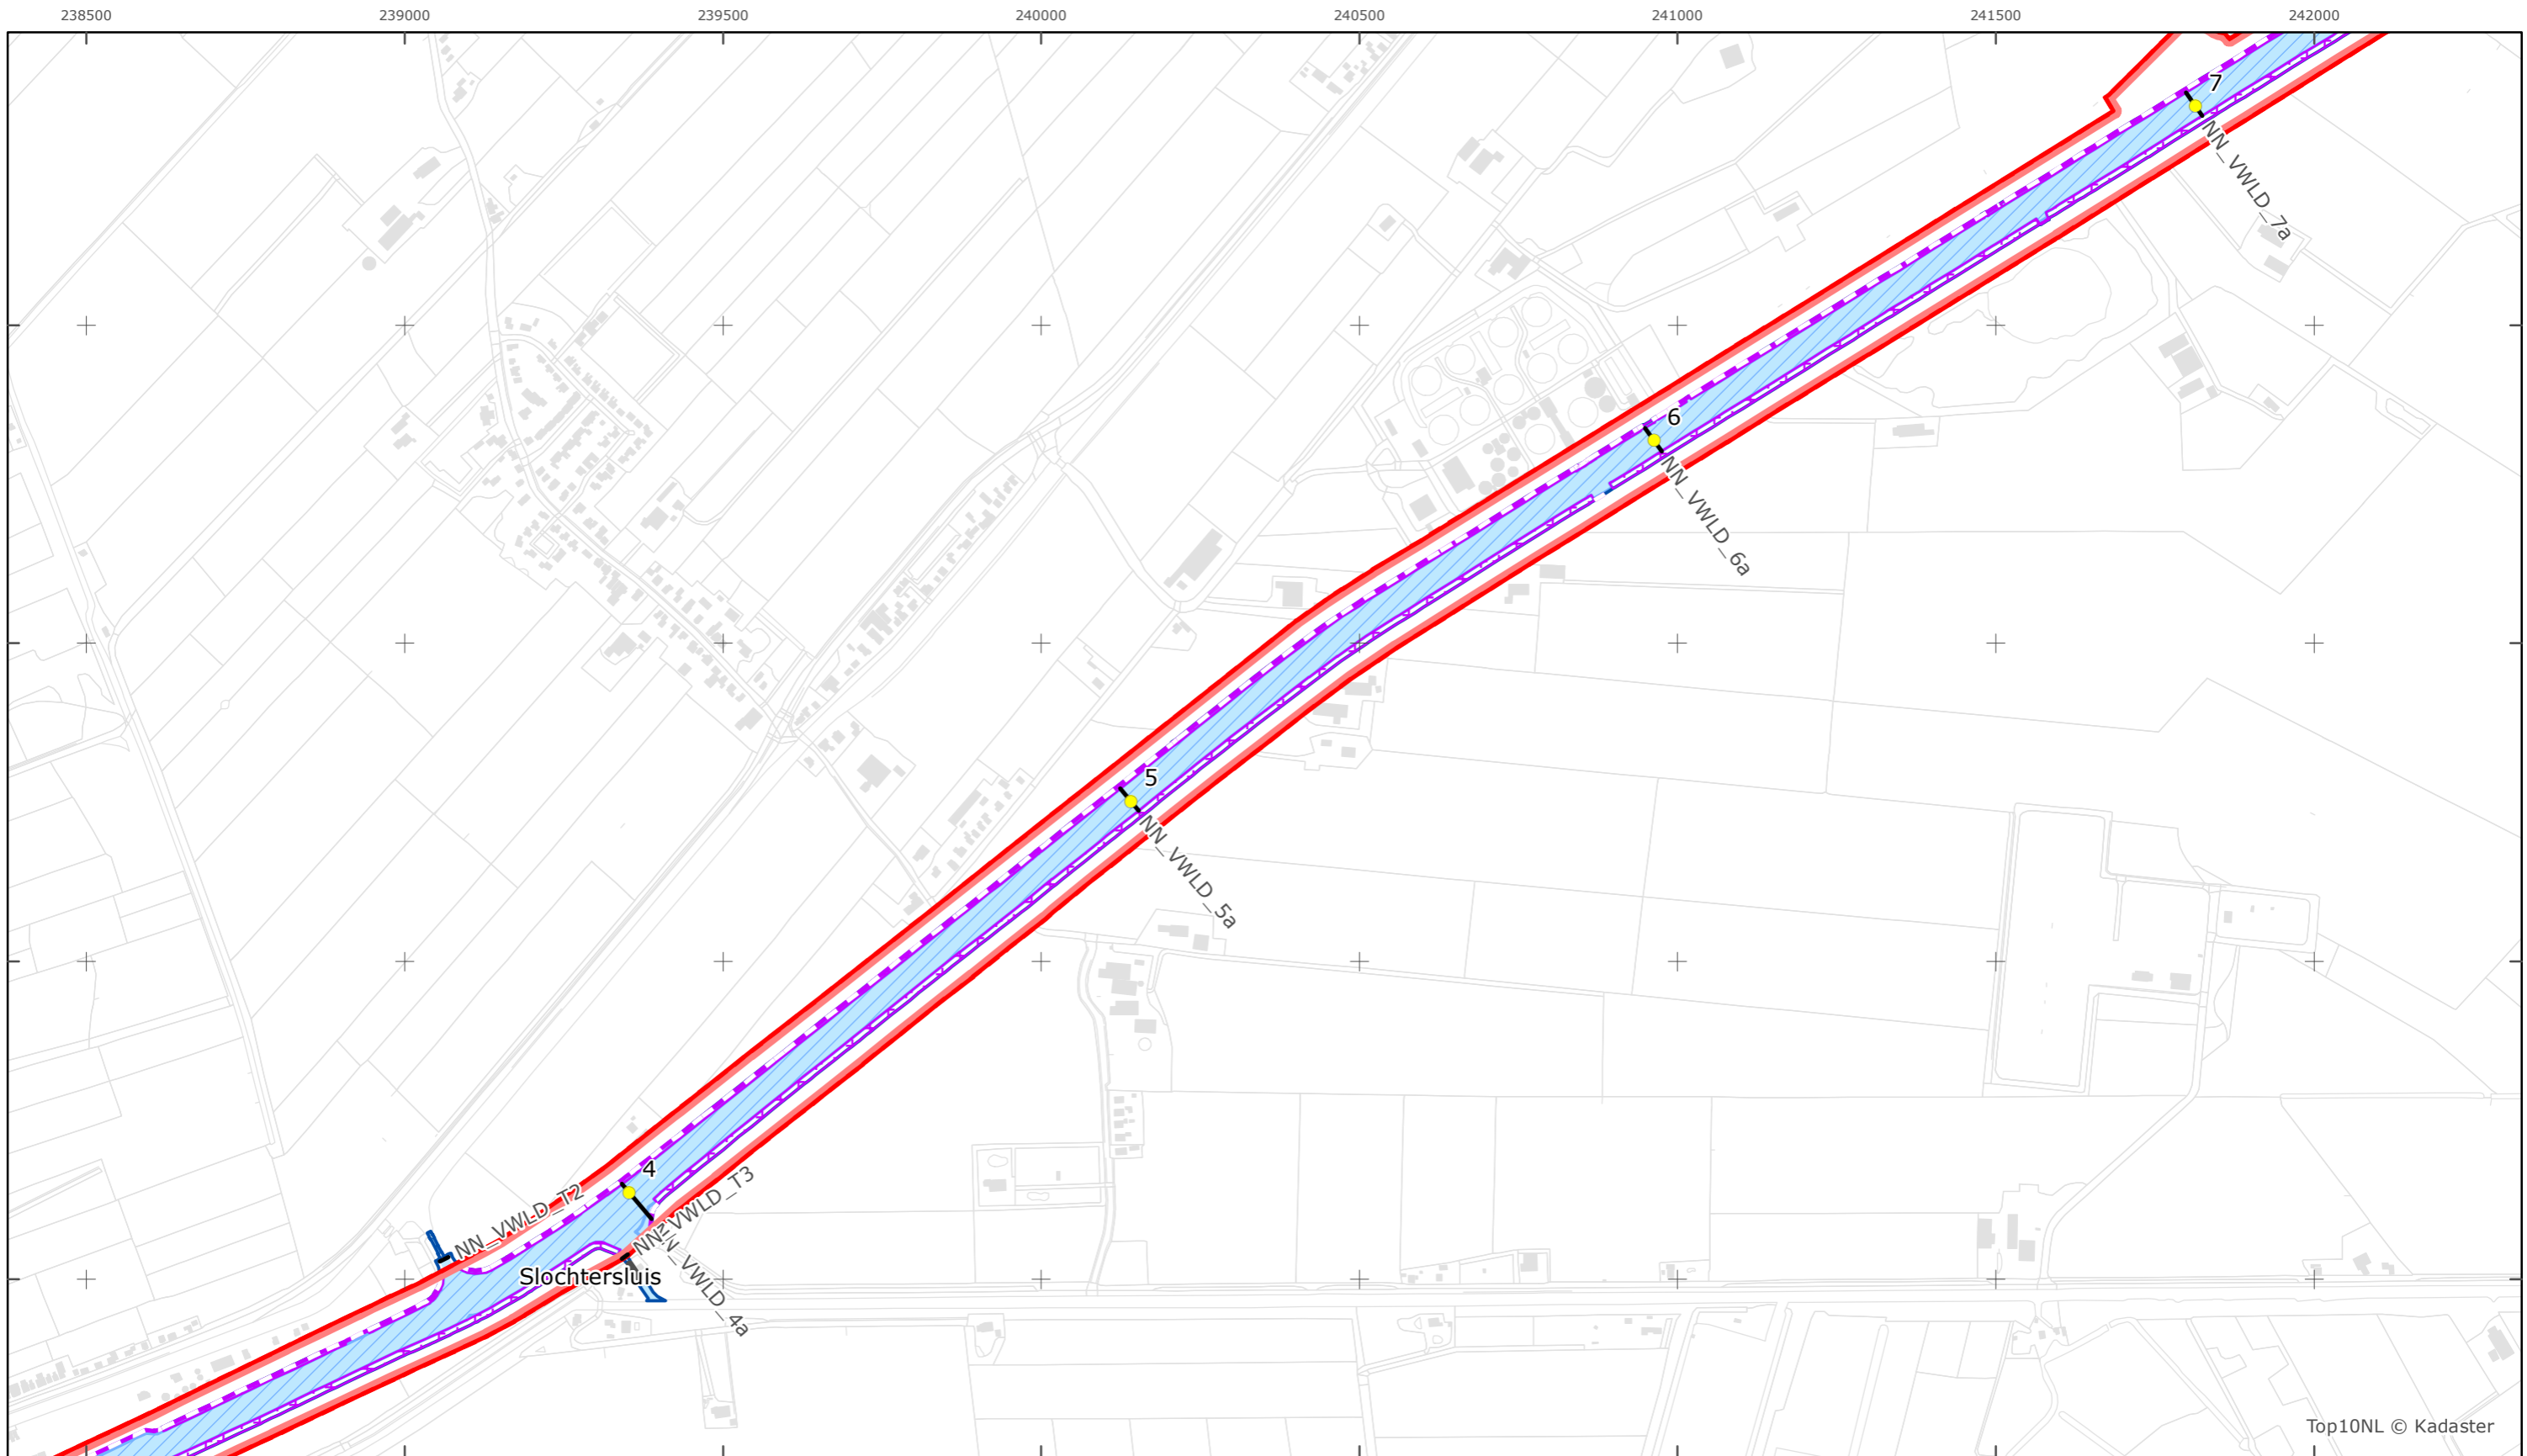 238500 239000 239500 240000 240500 241000 241500 242000
7
NN_VWLD_7a
6
NN_VWLD_6a
5
NN_VWLD_5a
4
NN_VWLD_T2
NN_VWLD_T3
NN_VWLD_4a
Slochtersluis
Top10NL © Kadaster